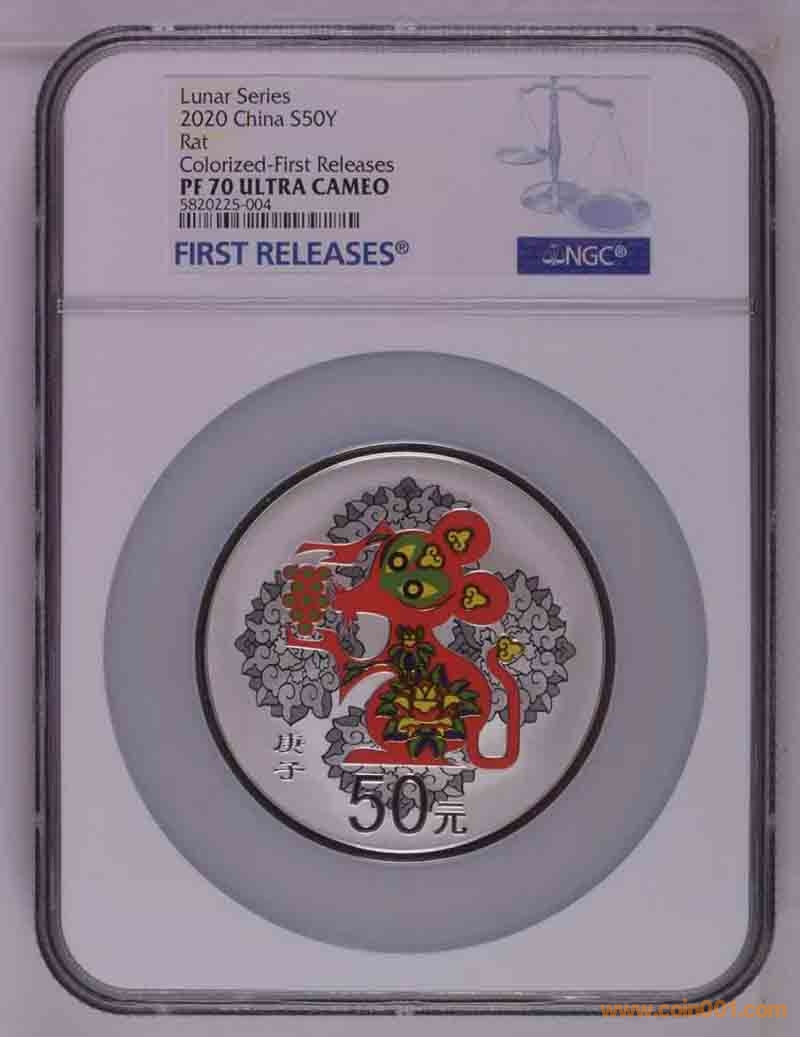 Lunar Series
2020 China S50Y
Rat
Colorized-First Releases
PF 70 ULTRA CAMEO
5820225-004
FIRST RELEASES®
NGC®
庚
子
50元
www.coin001.com